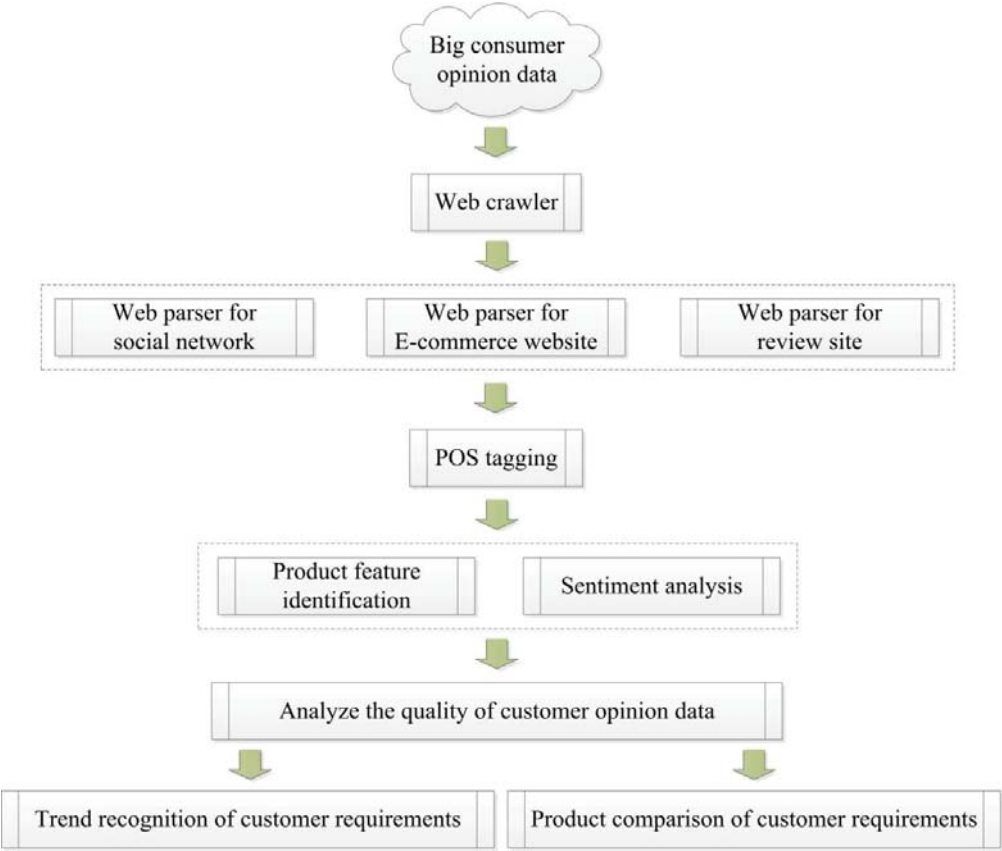 Big consumer
opinion data
Web crawler
Web parser for
social network
Web parser for
E-commerce website
Web parser for
review site
POS tagging
Product feature
identification
Sentiment analysis
Analyze the quality of customer opinion data
Trend recognition of customer requirements
Product comparison of customer requirements